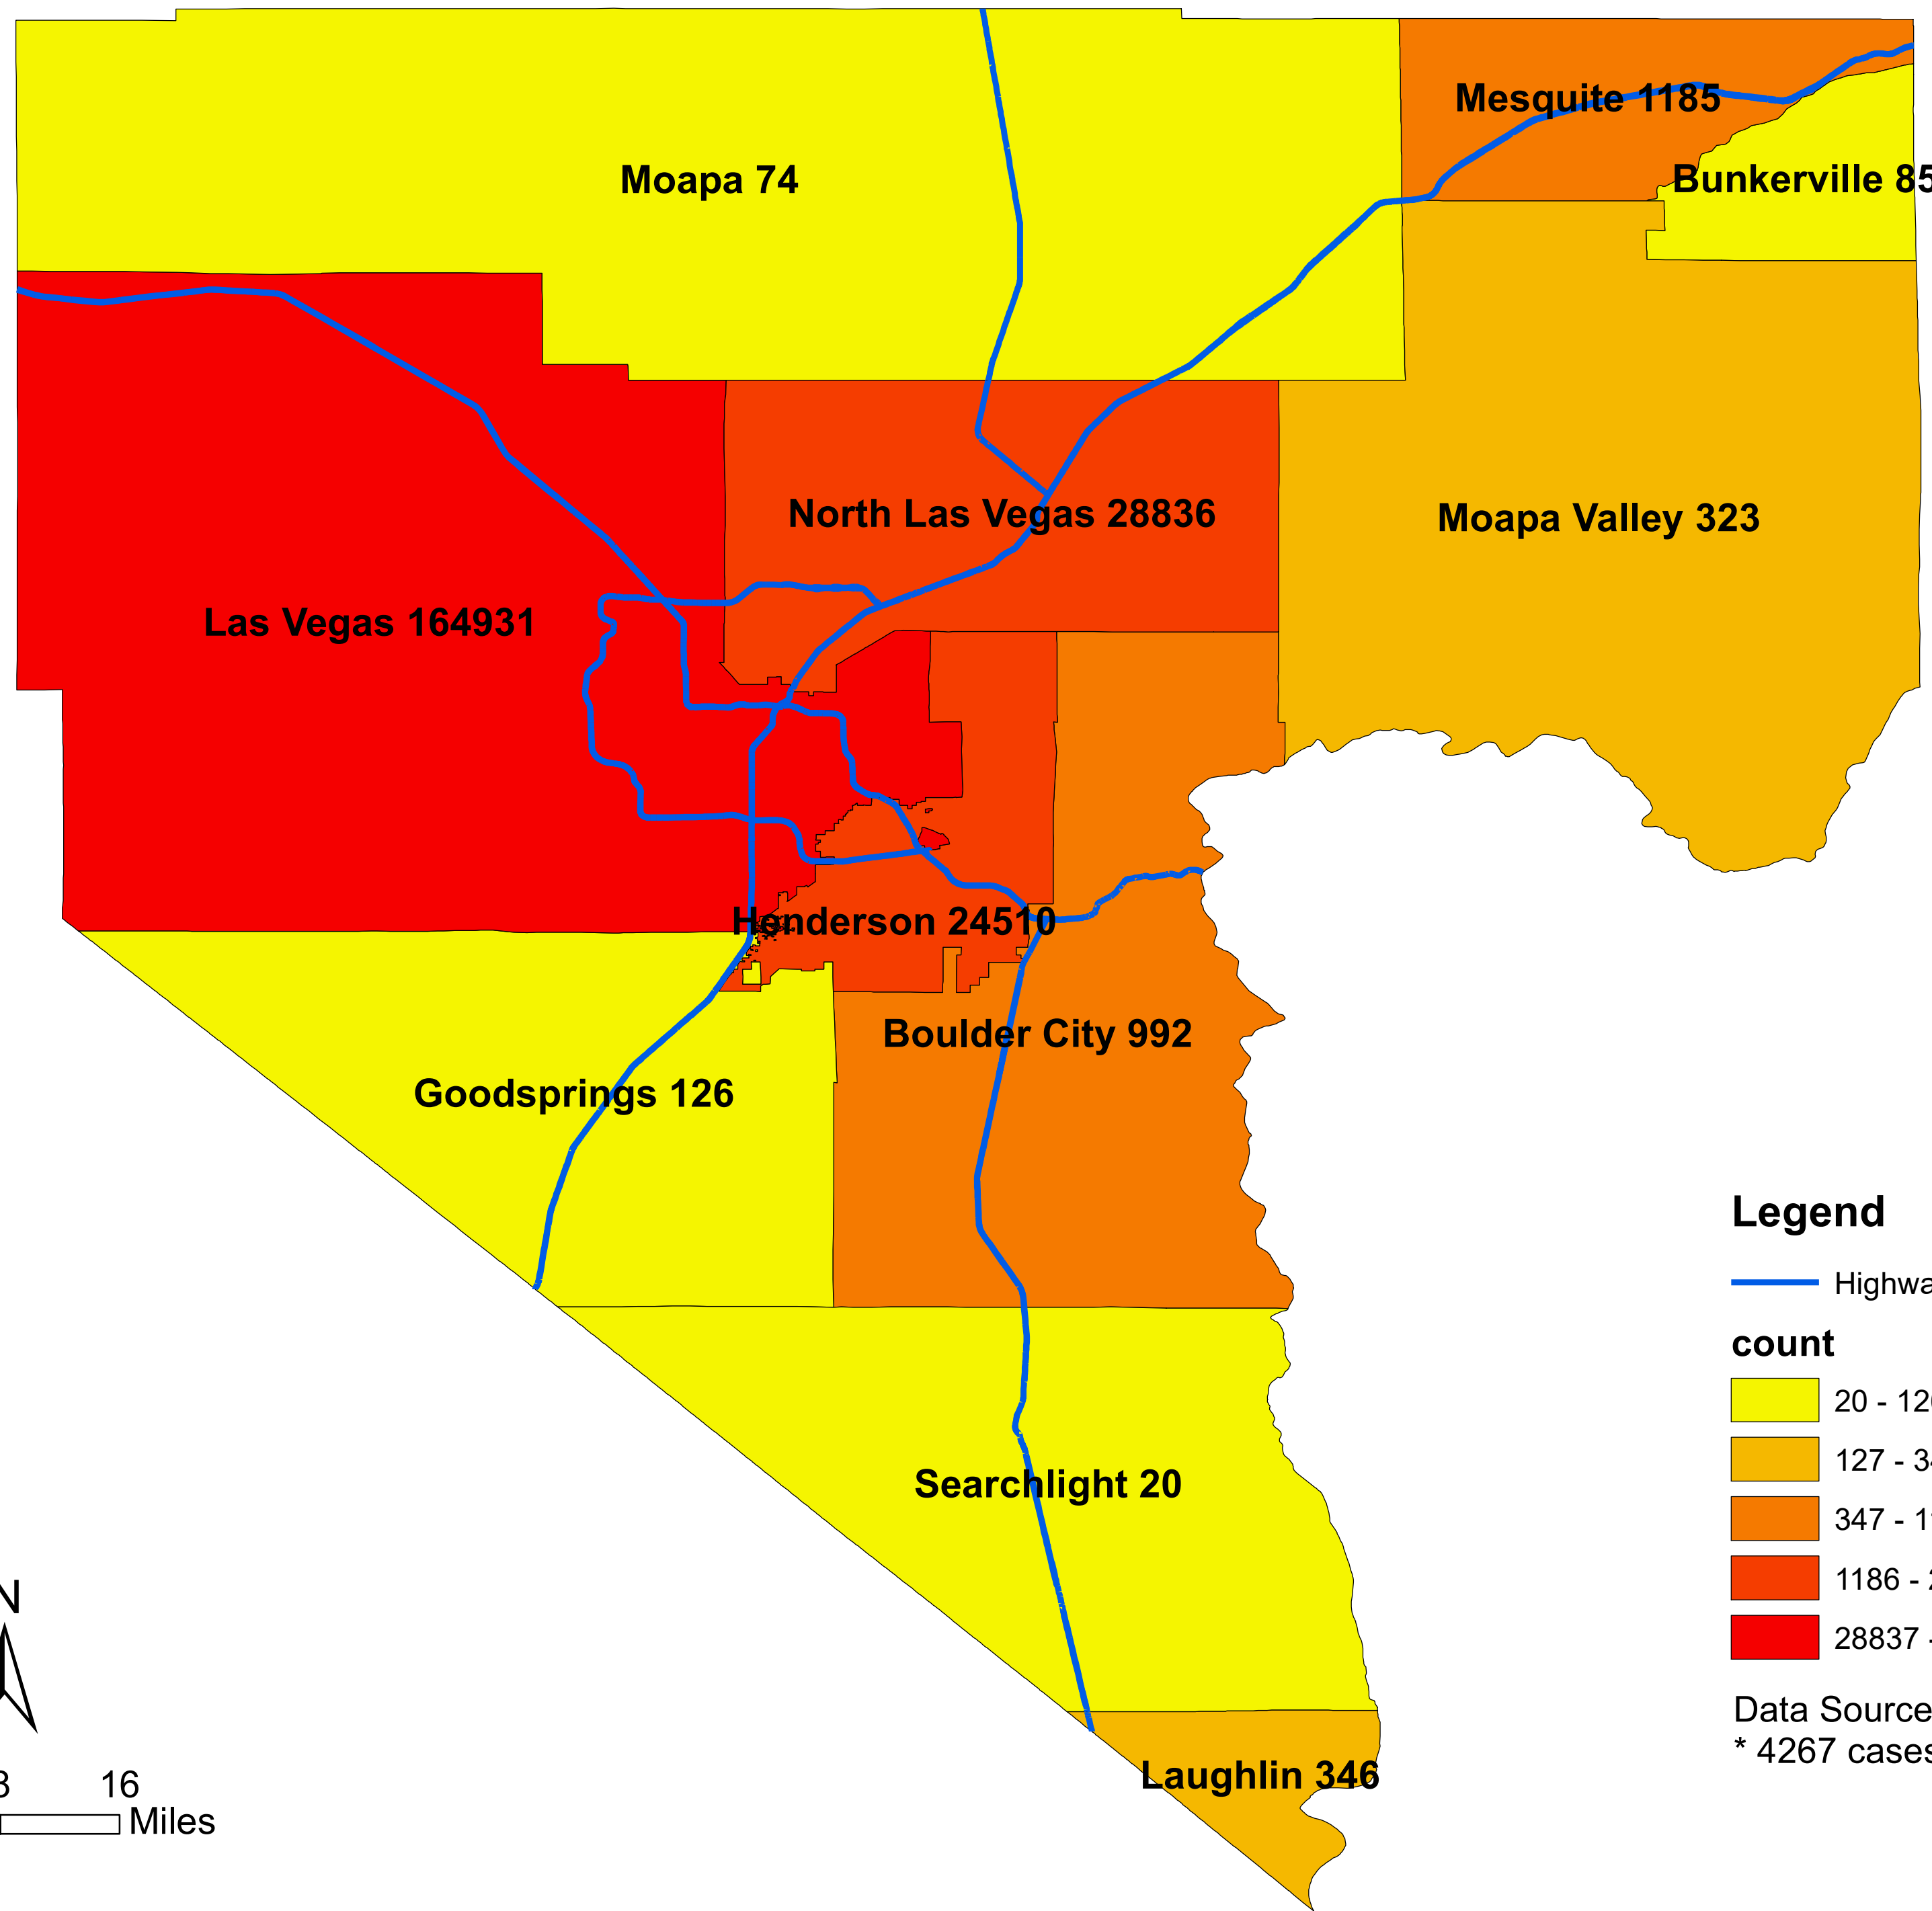 Mesquite 1185
Moapa 74
Bunkerville 85
North Las Vegas 28836
Moapa Valley 323
Las Vegas 164931
Henderson 24510
Boulder City 992
Goodsprings 126
Searchlight 20
Laughlin 346
N
16
Miles
Legend
count
20 - 12
127 - 3
347 - 1
1186 -
28837 -
Data Source
* 4267 cases